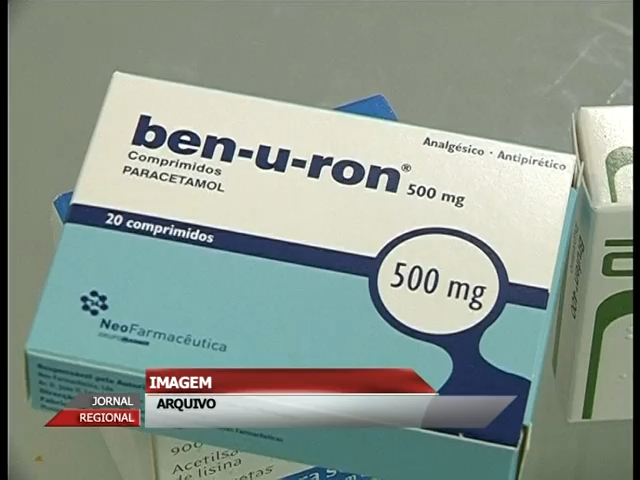 ben-u-ron® 500 mg
Analgésico · Antipirético
Comprimidos
PARACETAMOL
20 comprimidos
500 mg
NeoFarmacêutica
IMAGEM
JORNAL
REGIONAL
ARQUIVO
900
Acetilsa
de lisina